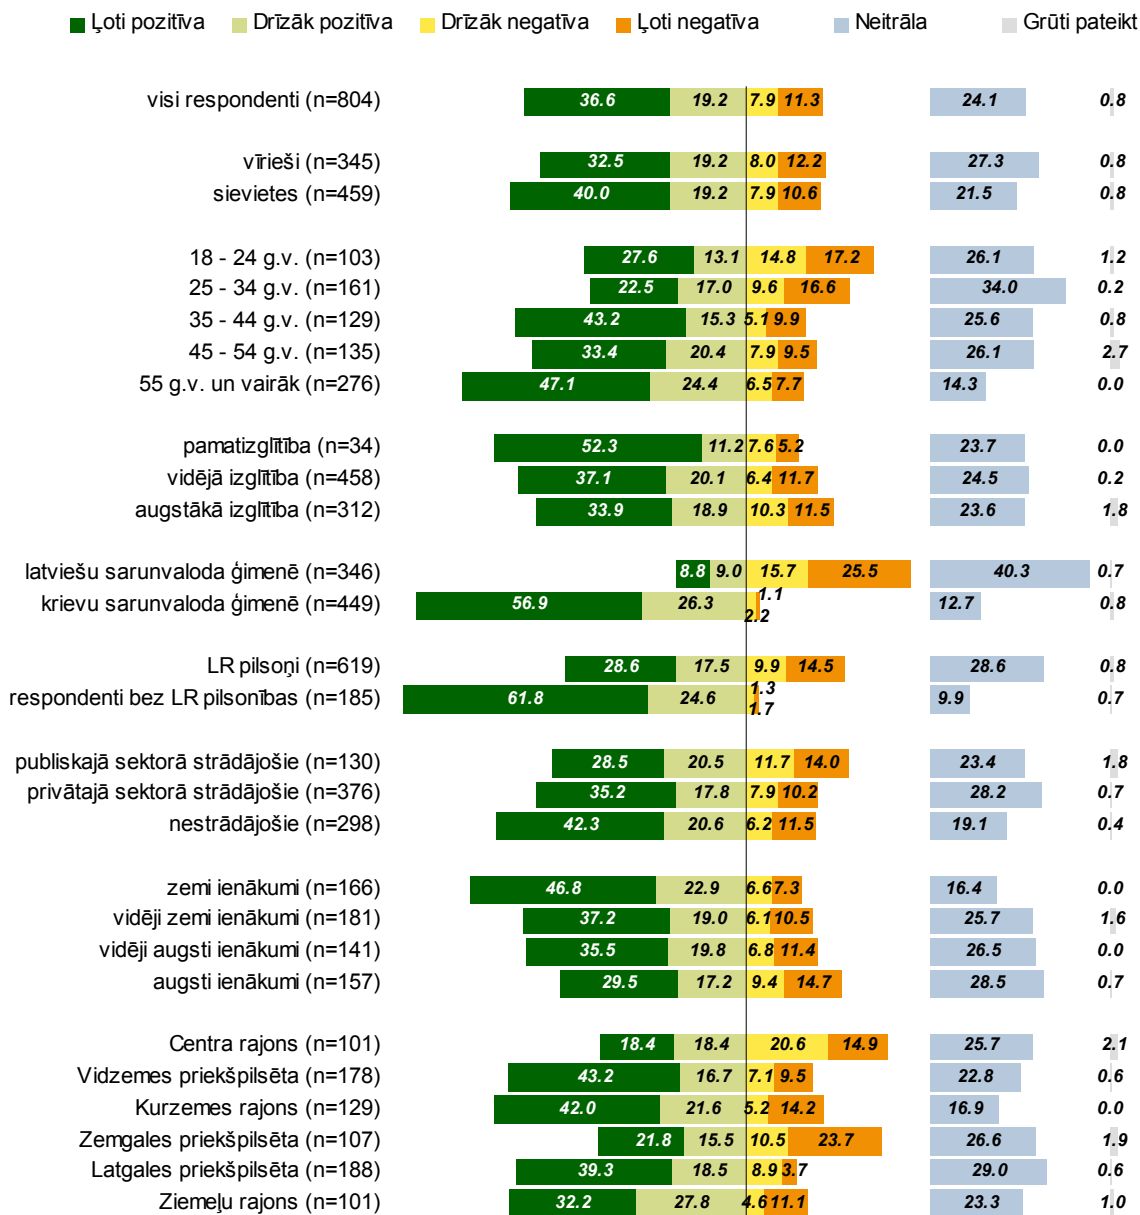 Ļoti pozitīva Drīzāk pozitīva Drīzāk negatīva Ļoti negatīva Neitrāla Grūti pateikt
visi respondenti (n=804) 36.6 19.2 7.9 11.3 24.1 0.8
vīrieši (n=345) 32.5 19.2 8.0 12.2 27.3 0.8
sievietes (n=459) 40.0 19.2 7.9 10.6 21.5 0.8
18 - 24 g.v. (n=103) 27.6 13.1 14.8 17.2 26.1 1.2
25 - 34 g.v. (n=161) 22.5 17.0 9.6 16.6 34.0 0.2
35 - 44 g.v. (n=129) 43.2 15.3 5.1 9.9 25.6 0.8
45 - 54 g.v. (n=135) 33.4 20.4 7.9 9.5 26.1 2.7
55 g.v. un vairāk (n=276) 47.1 24.4 6.5 7.7 14.3 0.0
pamatizglītība (n=34) 52.3 11.2 7.6 5.2 23.7 0.0
vidējā izglītība (n=458) 37.1 20.1 6.4 11.7 24.5 0.2
augstākā izglītība (n=312) 33.9 18.9 10.3 11.5 23.6 1.8
latviešu sarunvaloda ģimenē (n=346) 8.8 9.0 15.7 25.5 40.3 0.7
krievu sarunvaloda ģimenē (n=449) 56.9 26.3 2.2 1.1 12.7 0.8
LR pilsoņi (n=619) 28.6 17.5 9.9 14.5 28.6 0.8
respondenti bez LR pilsonības (n=185) 61.8 24.6 1.7 1.3 9.9 0.7
publiskajā sektorā strādājošie (n=130) 28.5 20.5 11.7 14.0 23.4 1.8
privātajā sektorā strādājošie (n=376) 35.2 17.8 7.9 10.2 28.2 0.7
nestrādājošie (n=298) 42.3 20.6 6.2 11.5 19.1 0.4
zemi ienākumi (n=166) 46.8 22.9 6.6 7.3 16.4 0.0
vidēji zemi ienākumi (n=181) 37.2 19.0 6.1 10.5 25.7 1.6
vidēji augsti ienākumi (n=141) 35.5 19.8 6.8 11.4 26.5 0.0
augsti ienākumi (n=157) 29.5 17.2 9.4 14.7 28.5 0.7
Centra rajons (n=101) 18.4 18.4 20.6 14.9 25.7 2.1
Vidzemes priekšpilsēta (n=178) 43.2 16.7 7.1 9.5 22.8 0.6
Kurzemes rajons (n=129) 42.0 21.6 5.2 14.2 16.9 0.0
Zemgales priekšpilsēta (n=107) 21.8 15.5 10.5 23.7 26.6 1.9
Latgales priekšpilsēta (n=188) 39.3 18.5 8.9 3.7 29.0 0.6
Ziemeļu rajons (n=101) 32.2 27.8 4.6 11.1 23.3 1.0